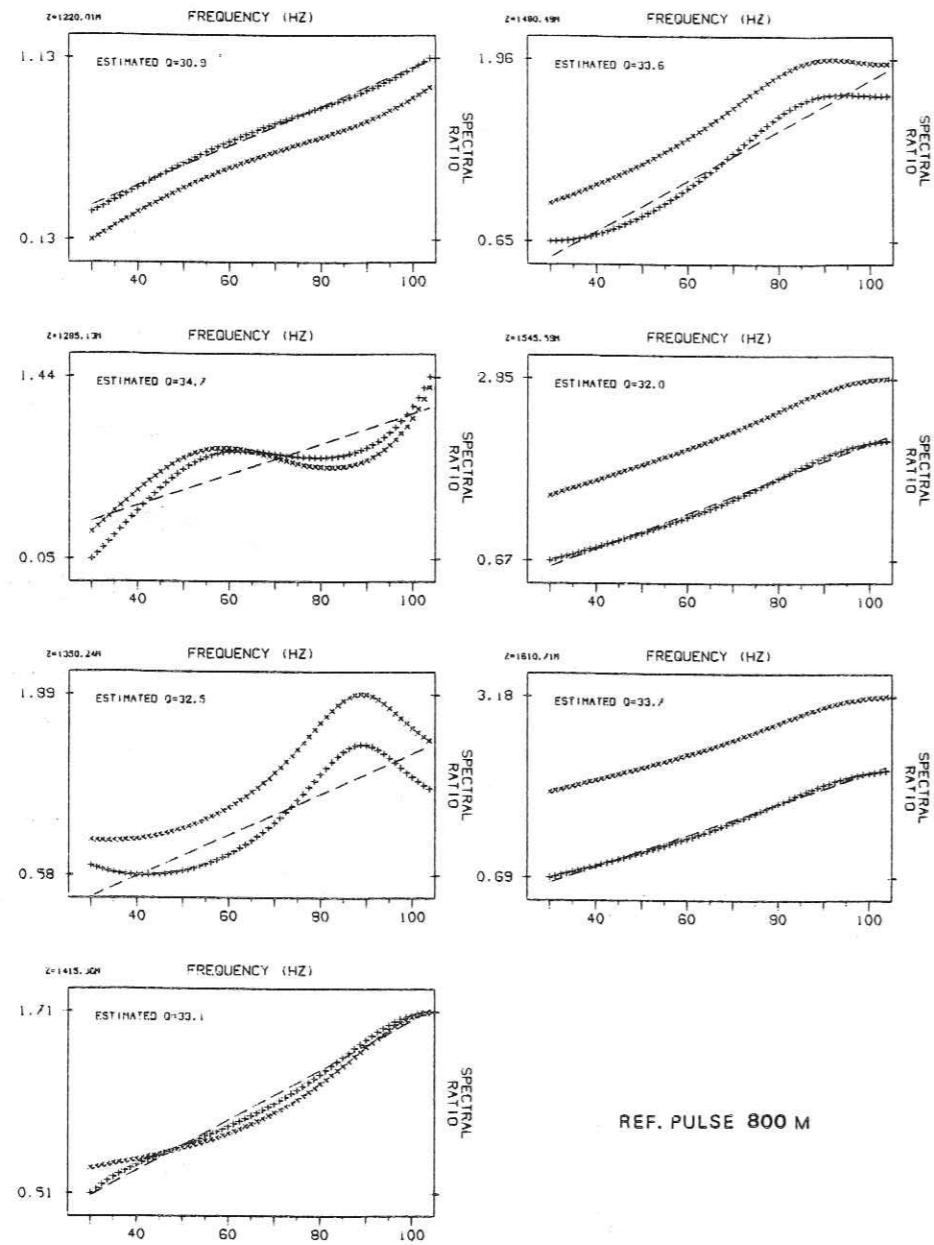 Z=1220.01M FREQUENCY (HZ)
1.13
ESTIMATED Q=30.9
SPECTRAL
RATIO
0.13
40 60 80 100
Z=1285.13M FREQUENCY (HZ)
1.44
ESTIMATED Q=34.7
SPECTRAL
RATIO
0.05
40 60 80 100
Z=1350.24M FREQUENCY (HZ)
1.99
ESTIMATED Q=32.5
SPECTRAL
RATIO
0.58
40 60 80 100
FREQUENCY (HZ)
1.71
ESTIMATED Q=33.1
SPECTRAL
RATIO
0.51
40 60 80 100
Z=1480.49M FREQUENCY (HZ)
1.96
ESTIMATED Q=33.6
SPECTRAL
RATIO
0.65
40 60 80 100
Z=1545.59M FREQUENCY (HZ)
2.85
ESTIMATED Q=32.0
SPECTRAL
RATIO
0.67
40 60 80 100
Z=1610.71M FREQUENCY (HZ)
3.18
ESTIMATED Q=33.7
SPECTRAL
RATIO
0.69
40 60 80 100
REF. PULSE 800 M